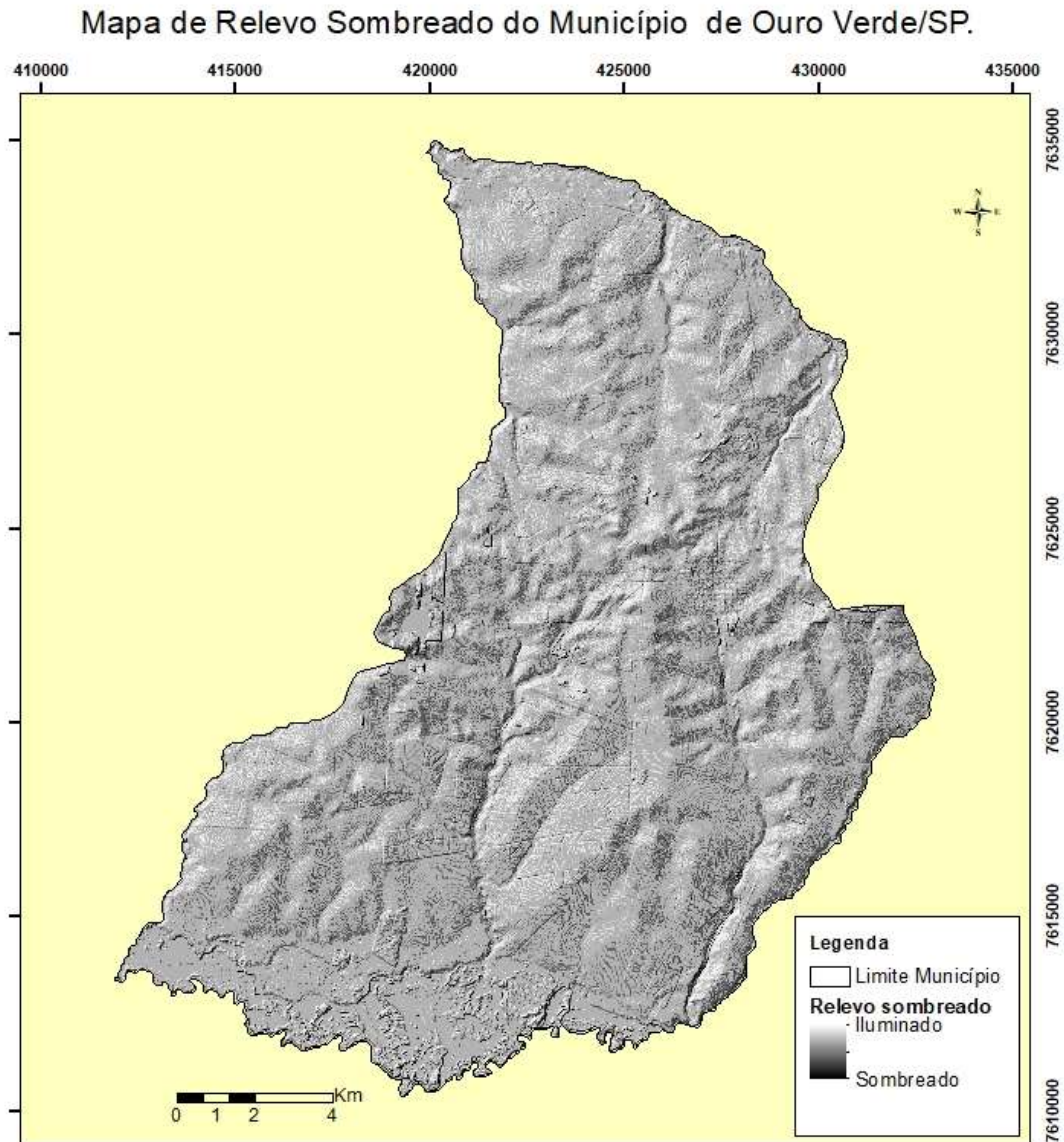 Mapa de Relevo Sombreado do Município de Ouro Verde/SP.
410000 415000 420000 425000 430000 435000
7635000
7630000
7625000
7620000
7615000
7610000
N
W E
S
Legenda
Limite Município
Relevo sombreado
Iluminado
Sombreado
Km
0 1 2 4